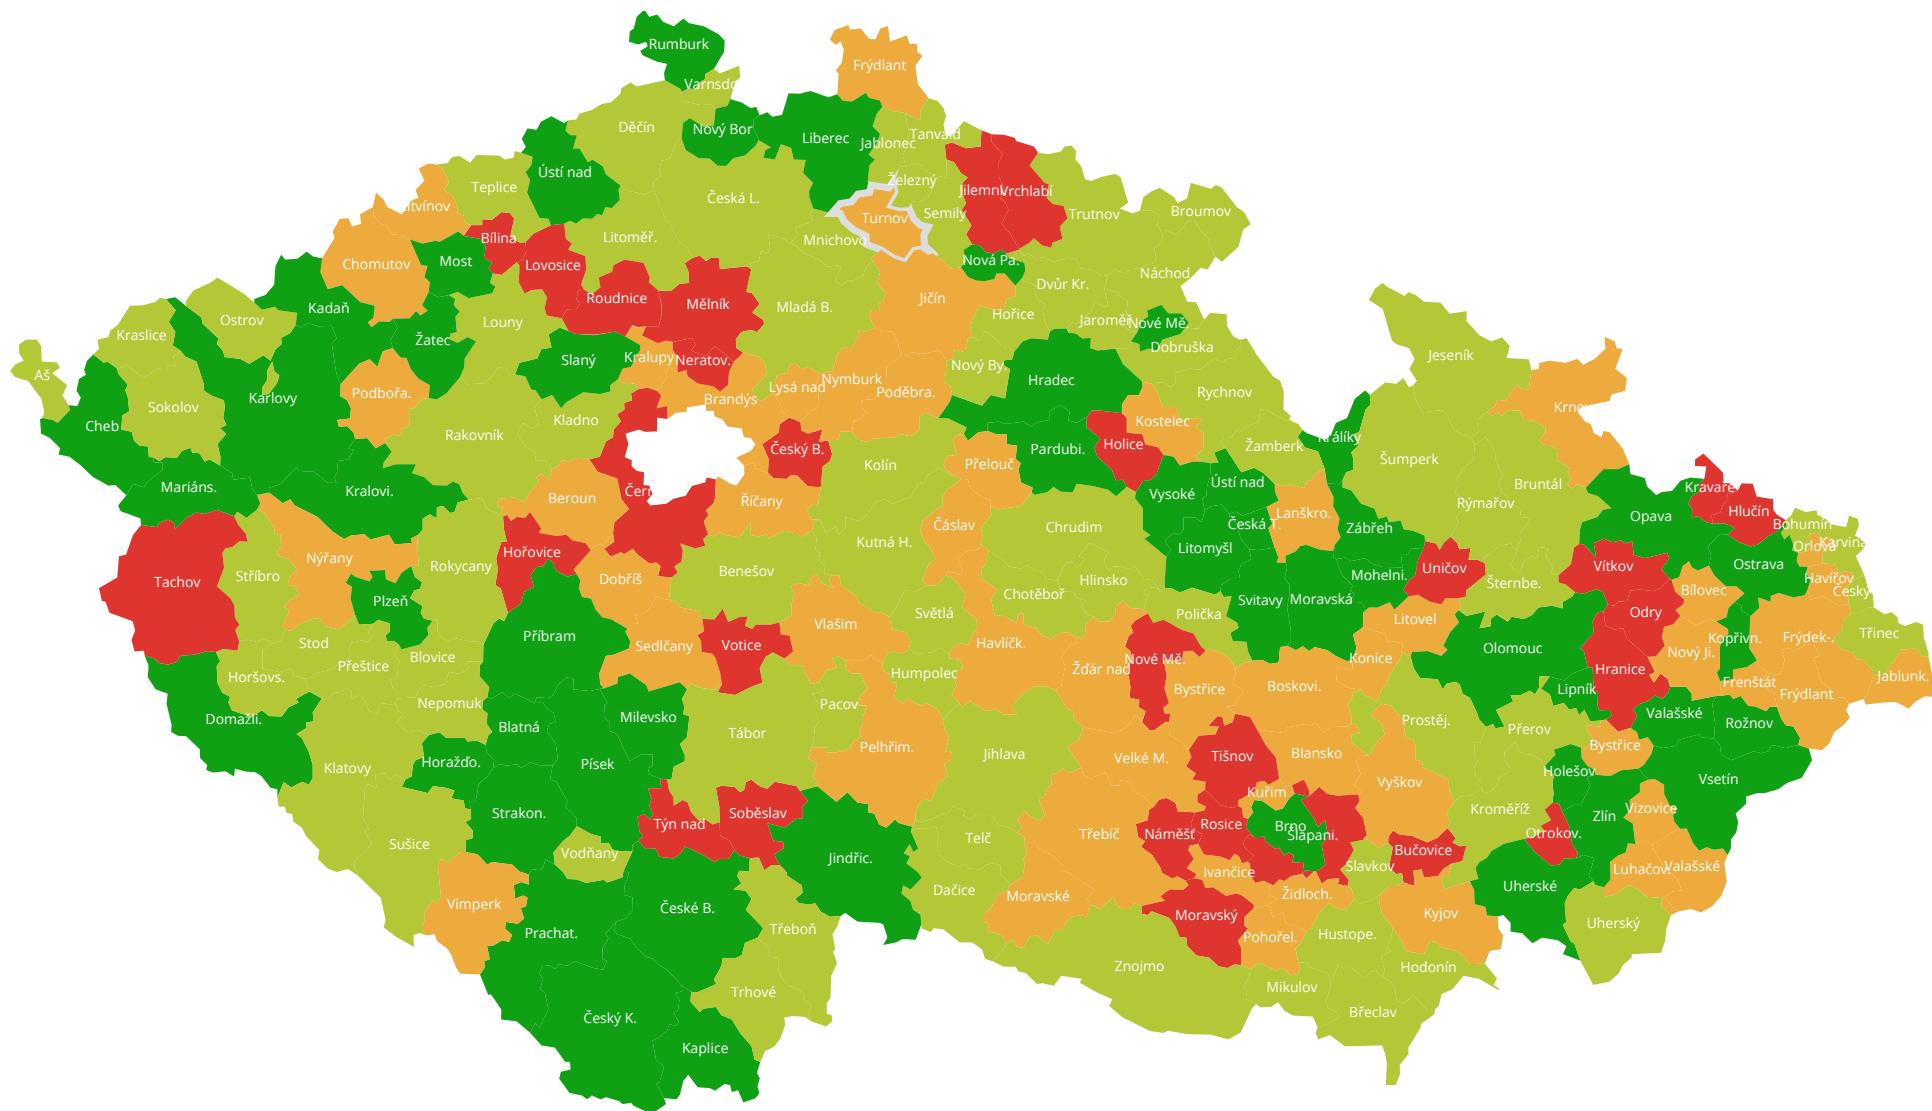 Rumburk
Frýdlant
Varnsdo
Děčín
Nový Bor
Liberec
Jablonec
Tanvald
Ústí nad
Teplice
Železný
Jilemni
Vrchlabí
Česká L.
Turnov
Semily
Trutnov
Broumov
tvínov
Bílina
Litoměř.
Mnichovo
Chomutov
Most
Lovosice
Nová Pa.
Náchod
Roudnice
Mělník
Mladá B.
Jičín
Dvůr Kr.
Kadaň
Ostrov
Kraslice
Louny
Hořice
Jaroměř
Nové Mě.
Žatec
Slaný
Kralupy
Neratov.
Dobruška
Jeseník
Aš
Nový By.
Hradec
Lysá nad
Nymburk
Poděbra.
Rychnov
Podbořa.
Karlovy
Sokolov
Brandýs
Krnov
Cheb
Rakovník
Kladno
Kostelec
Králíky
Český B.
Pardubi.
Holice
Žamberk
Šumperk
Kolín
Přelouč
Mariáns.
Kralovi.
Beroun
Čern
Říčany
Vysoké
Ústí nad
Bruntál
Rýmařov
Kravaře
Lanškro.
Hlučín
Opava
Čáslav
Chrudim
Česká T.
Zábřeh
Bohumín
Orlová
Karviná
Hořovice
Nýřany
Kutná H.
Litomyšl
Ostrava
Tachov
Stříbro
Rokycany
Dobříš
Benešov
Hlinsko
Mohelni.
Uničov
Šternbe.
Vítkov
Havířov
Český
Plzeň
Chotěboř
Svitavy
Moravská
Bílovec
Světlá
Polička
Litovel
Odry
Příbram
Vlašim
Stod
Sedlčany
Votice
Havlíčk.
Kopřivn.
Frýdek-.
Třinec
Přeštice
Blovice
Nové Mě.
Konice
Olomouc
Nový Ji.
Horšovs.
Humpolec
Žďár nad
Hranice
Jablunk.
Bystřice
Boskovi.
Lipník
Frenštát
Frýdlant
Nepomuk
Pacov
Domažli.
Blatná
Milevsko
Tábor
Prostěj.
Valašské
Rožnov
Přerov
Pelhřim.
Jihlava
Bystřice
Klatovy
Horažďo.
Písek
Velké M.
Tišnov
Blansko
Holešov
Vyškov
Vsetín
Kuřim
Strakon.
Týn nad
Soběslav
Kroměříž
Zlín
Vizovice
Sušice
Vodňany
Jindřic.
Telč
Třebíč
Náměšť
Rosice
Brno
Šlapani.
Otrokov.
Bučovice
Slavkov
Ivančice
Luhačov.
Valašské
Vimperk
České B.
Dačice
Moravské
Židloch.
Uherské
Moravský
Kyjov
Prachat.
Třeboň
Pohořel.
Hustope.
Uherský
Znojmo
Hodonín
Trhové
Mikulov
Český K.
Břeclav
Kaplice